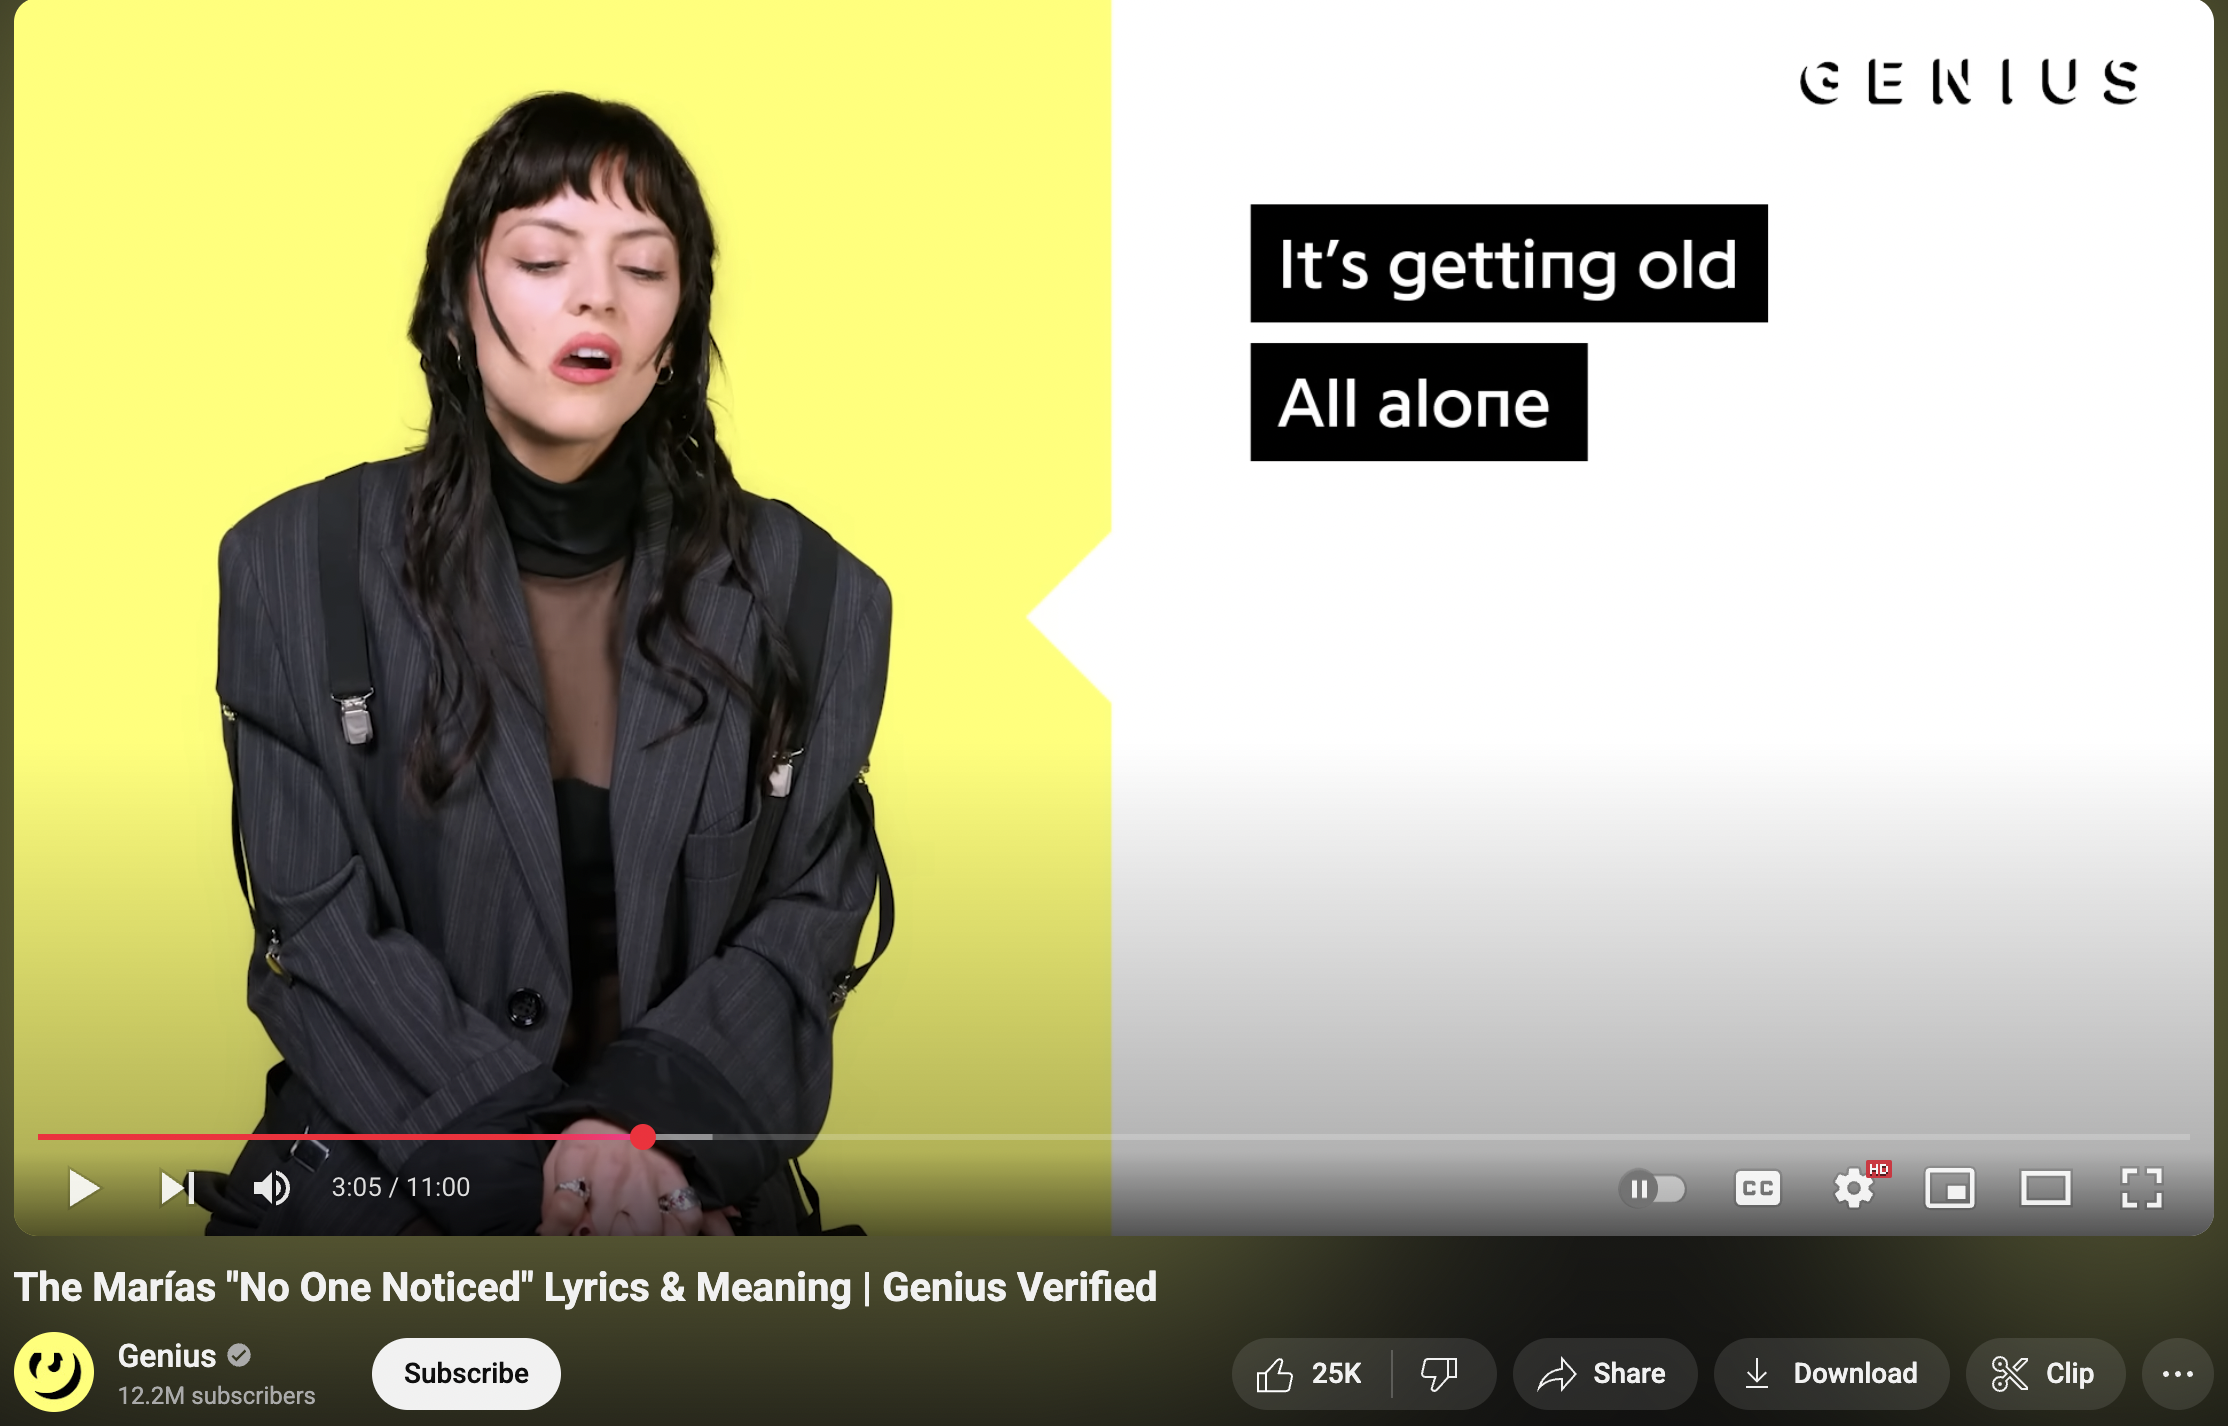 GENIUS
It’s getting old
All alone
3:05 / 11:00
CC
HD
The Marías "No One Noticed" Lyrics & Meaning | Genius Verified
Genius
12.2M subscribers
Subscribe
25K
Share
Download
Clip